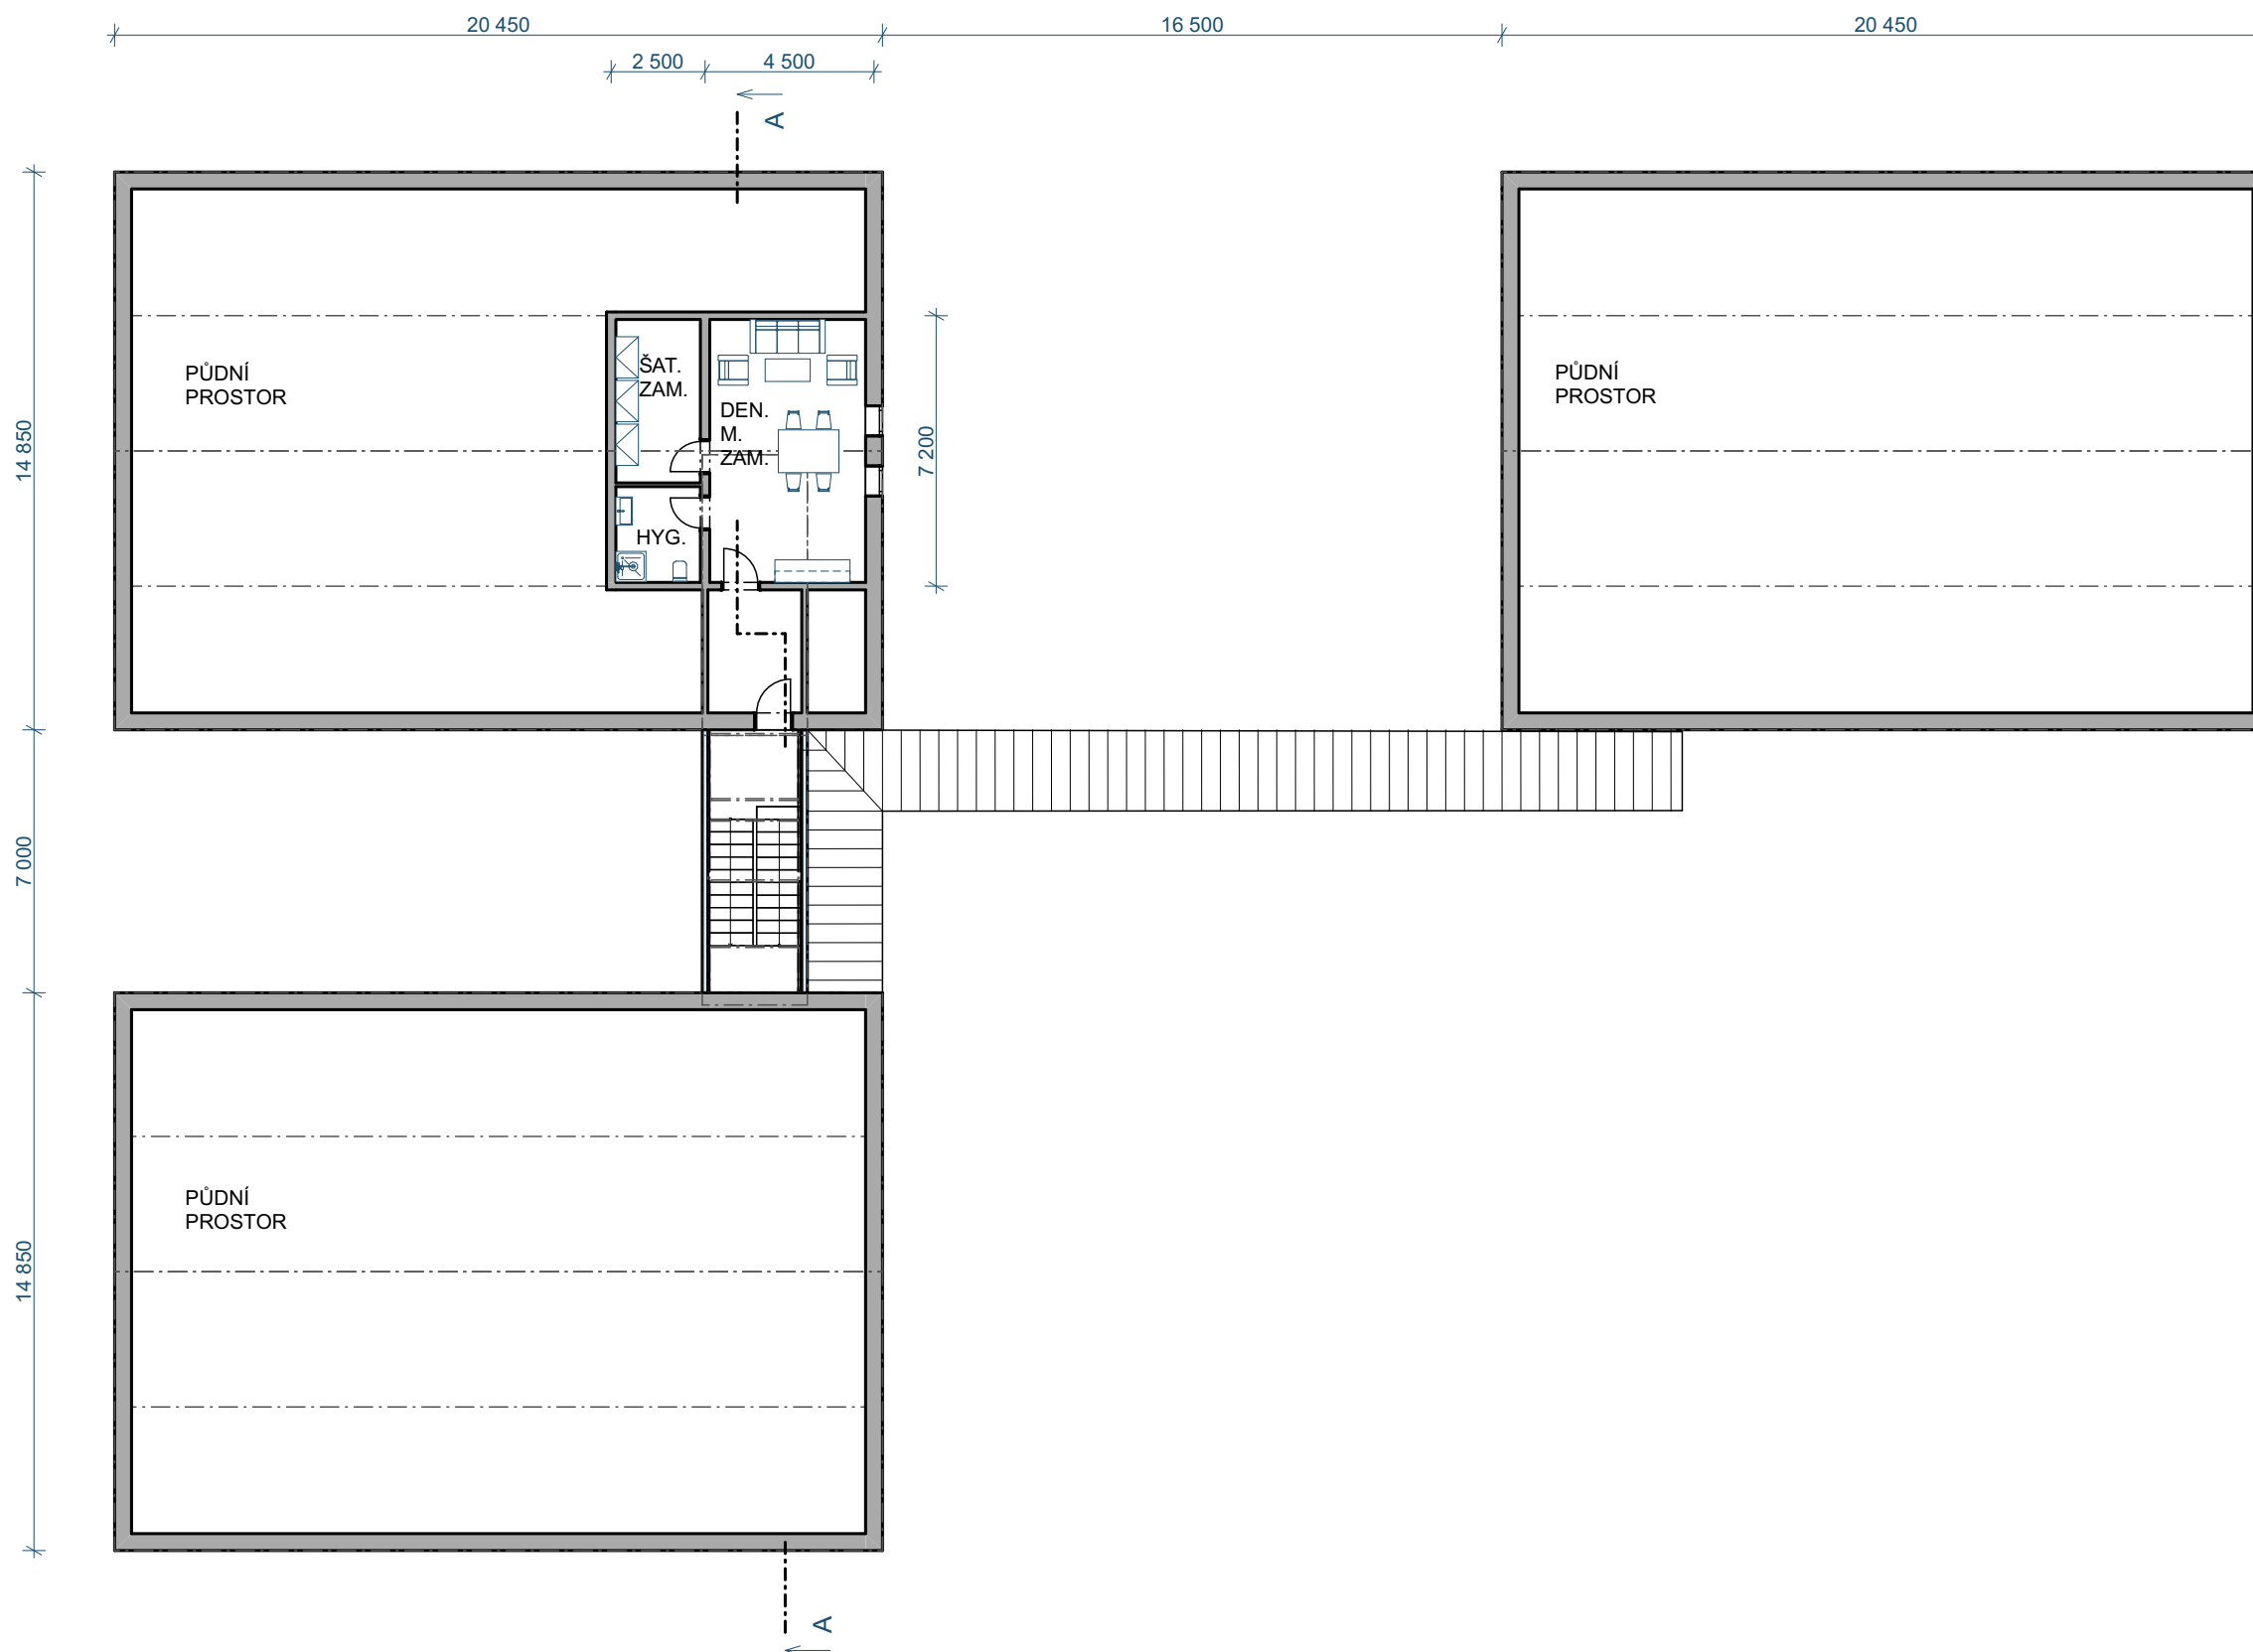 20 450
16 500
20 450
2 500
4 500
A
PŮDNÍ
PROSTOR
ŠAT.
ZAM.
DEN.
M.
ZAM.
HYG.
14 850
7 200
PŮDNÍ
PROSTOR
7 000
PŮDNÍ
PROSTOR
14 850
A